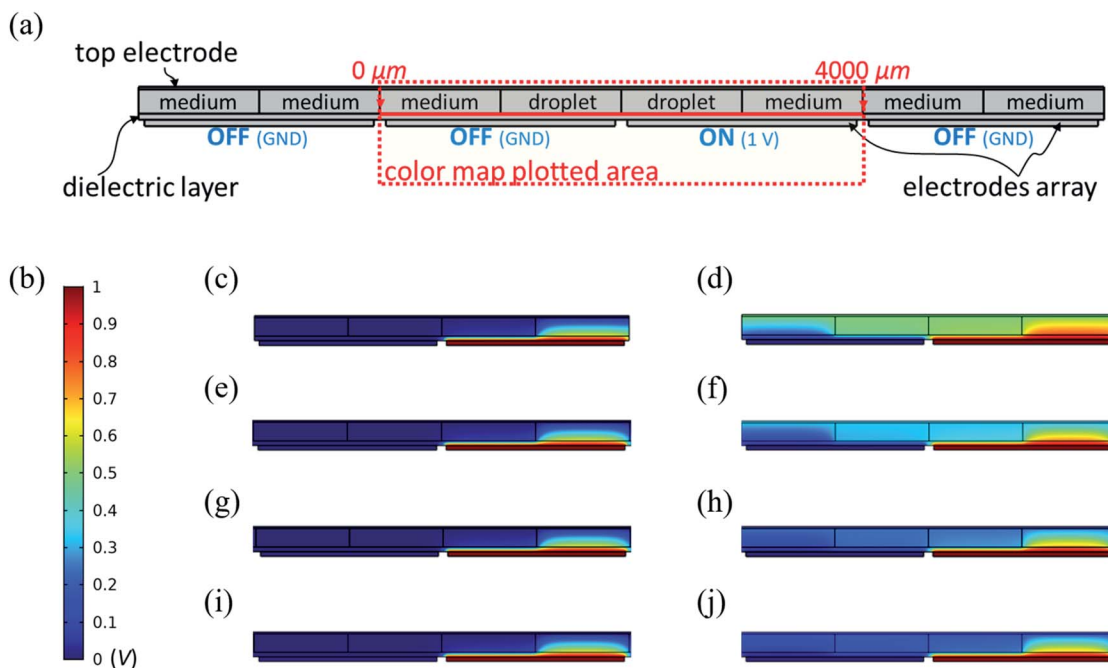 (a)
top electrode
0 μm
4000 μm
medium medium medium droplet droplet medium medium medium
OFF (GND) OFF (GND) ON (1 V) OFF (GND)
color map plotted area
dielectric layer
electrodes array
(b)
1
0.9
0.8
0.7
0.6
0.5
0.4
0.3
0.2
0.1
0 (V)
(c)
(d)
(e)
(f)
(g)
(h)
(i)
(j)